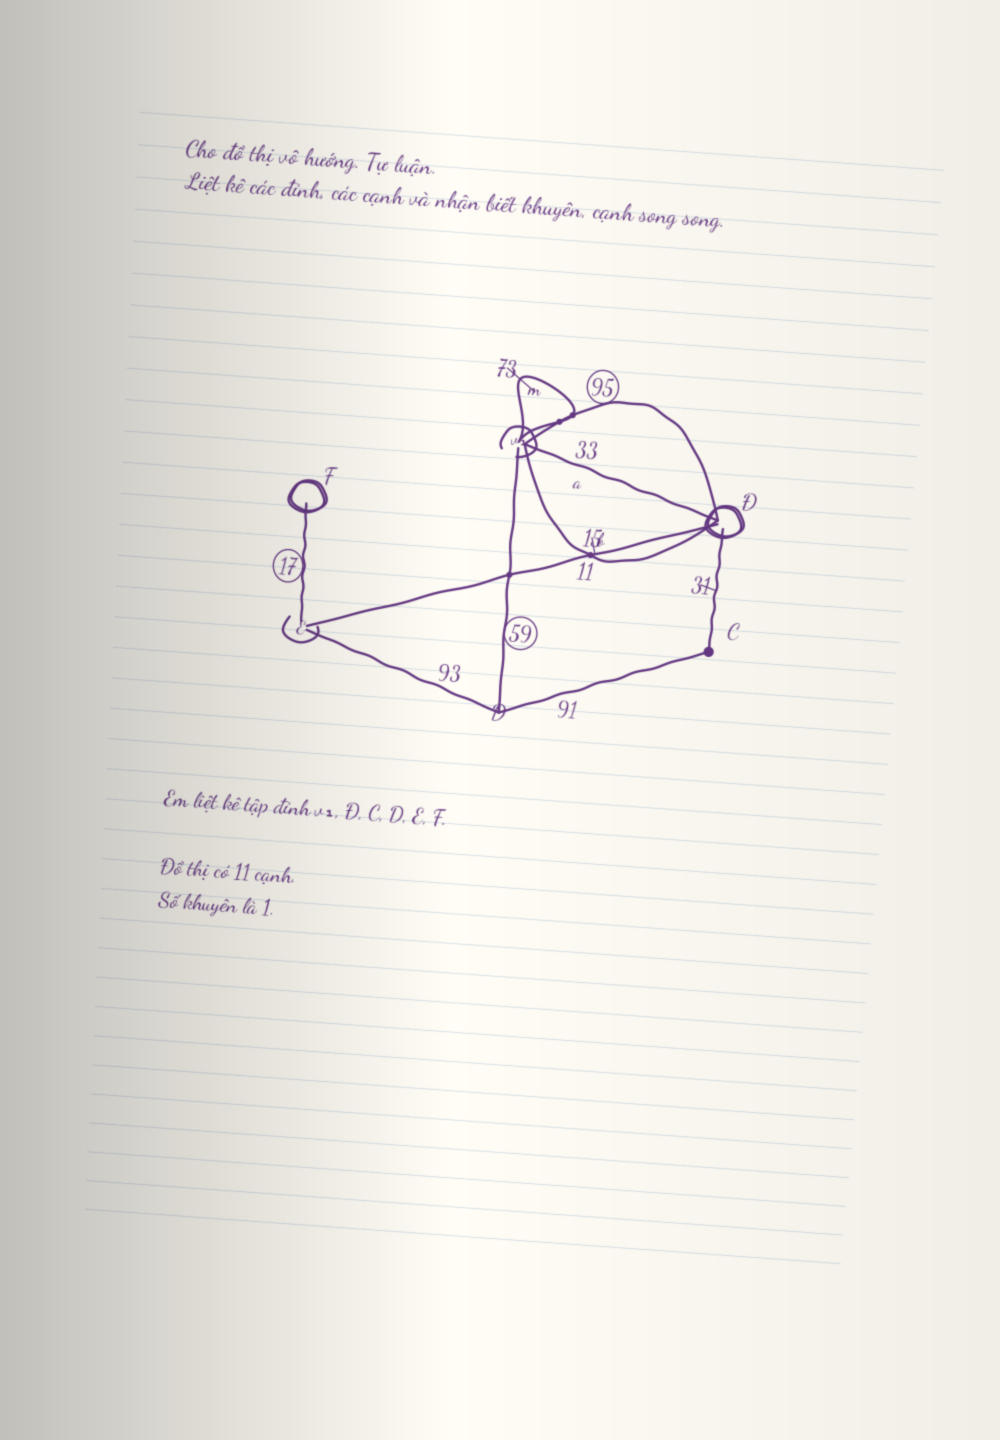 Cho đồ thị vô hướng. Tự luận.
Liệt kê các đỉnh, các cạnh và nhận biết khuyên, cạnh song song.
73
m
95
33
a
F
Đ
15
11
17
31
E
59
C
93
D
91
Em liệt kê tập đỉnh v₁, Đ, C, D, E, F.
Đồ thị có 11 cạnh.
Số khuyên là 1.